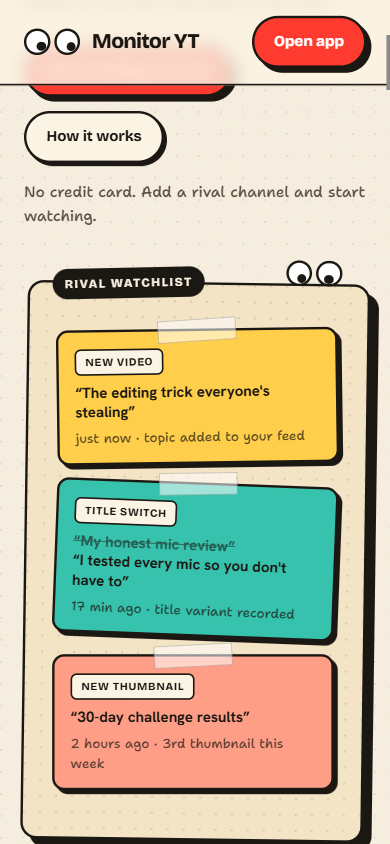 Monitor YT
Open app
How it works
No credit card. Add a rival channel and start
watching.
RIVAL WATCHLIST
NEW VIDEO
“The editing trick everyone's
stealing”
just now · topic added to your feed
TITLE SWITCH
“My honest mic review”
“I tested every mic so you don't
have to”
17 min ago · title variant recorded
NEW THUMBNAIL
“30-day challenge results”
2 hours ago · 3rd thumbnail this
week